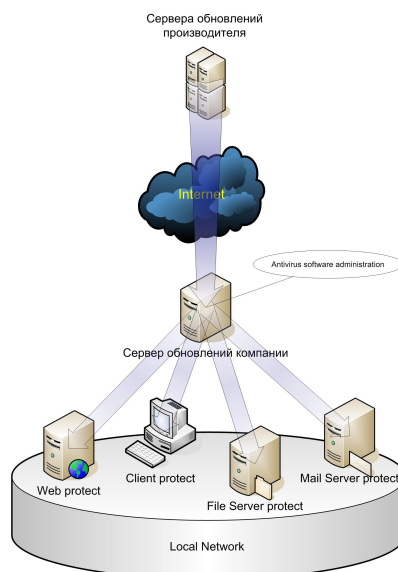 Сервера обновлений
производителя
Internet
Antivirus software administration
Сервер обновлений компании
Web protect
Client protect
File Server protect
Mail Server protect
Local Network